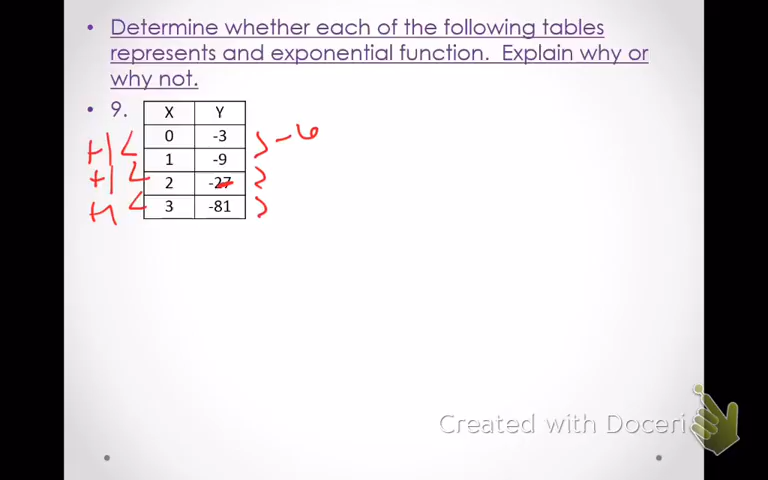 • Determine whether each of the following tables
represents and exponential function. Explain why or
why not.
• 9.
X Y
0 -3
1 -9
2 -27
3 -81
+1
+1
+1
-6
Created with Doceri